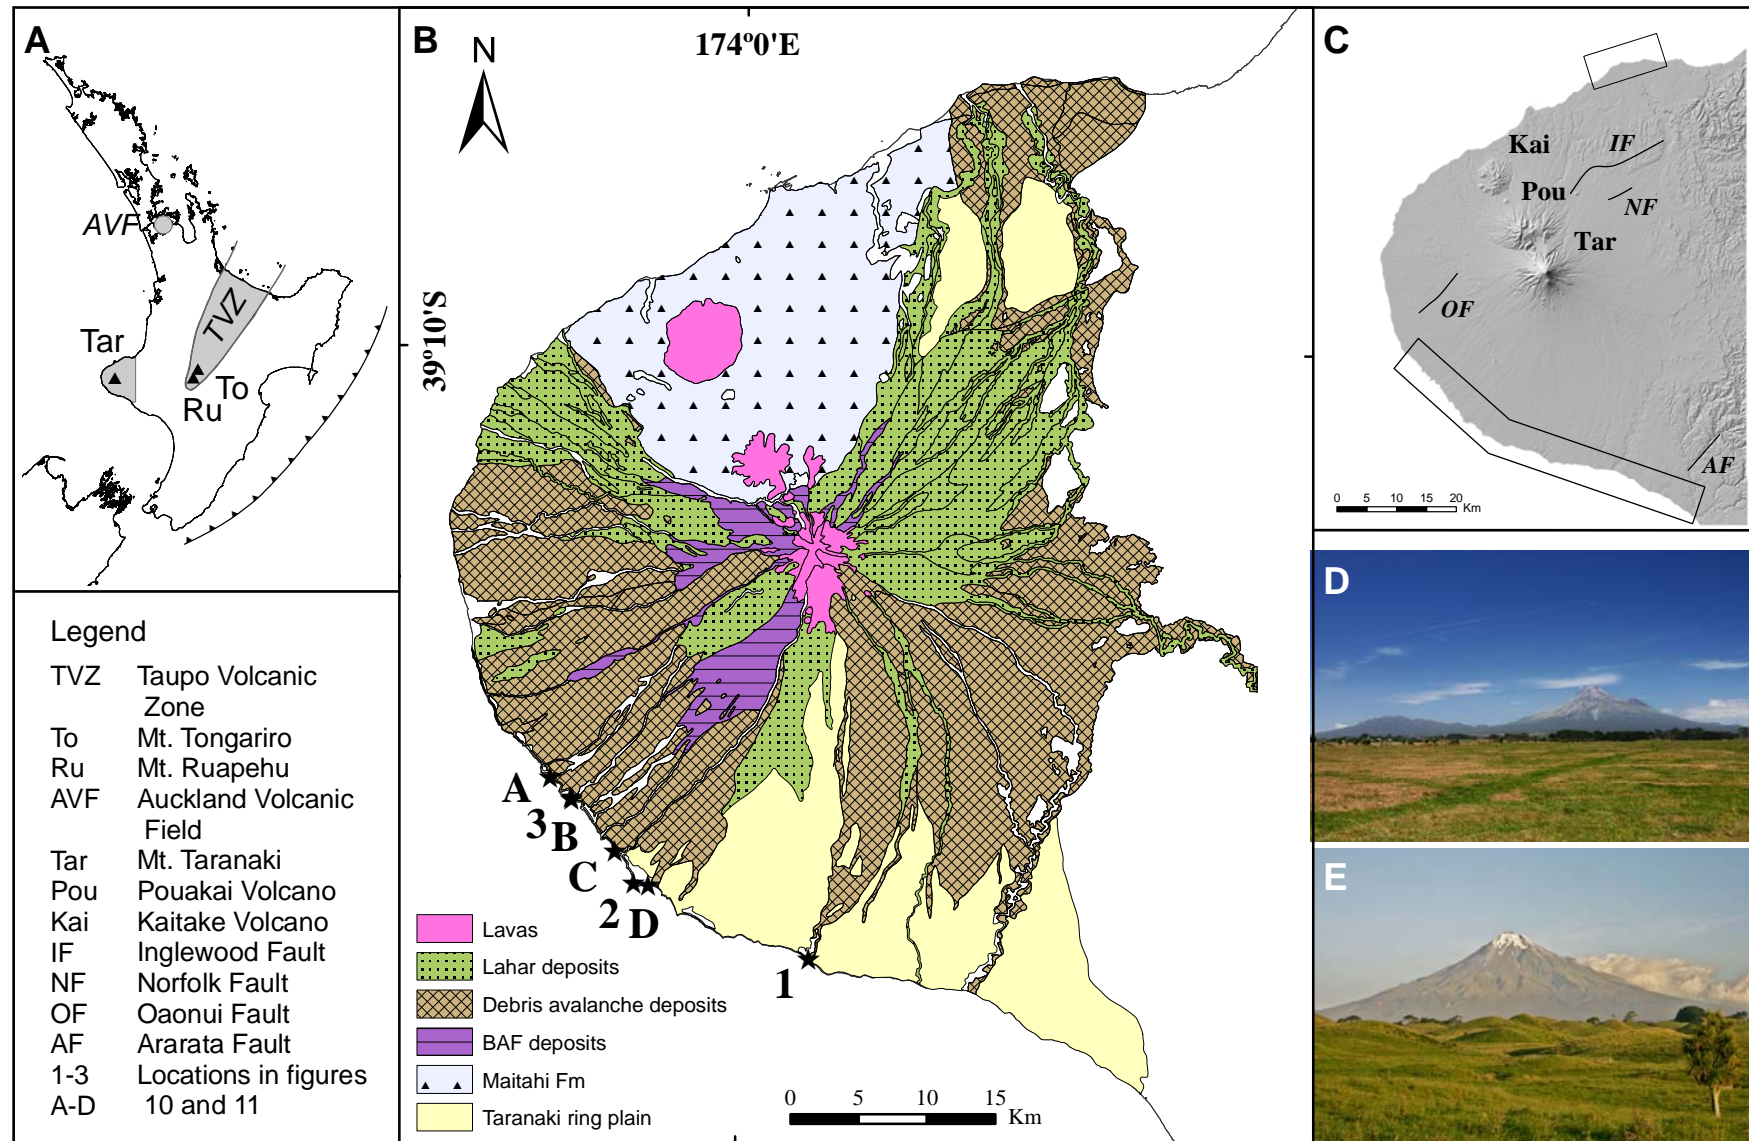 A
AVF
TVZ
Tar
To
Ru
Legend
TVZ Taupo Volcanic
Zone
To Mt. Tongariro
Ru Mt. Ruapehu
AVF Auckland Volcanic
Field
Tar Mt. Taranaki
Pou Pouakai Volcano
Kai Kaitake Volcano
IF Inglewood Fault
NF Norfolk Fault
OF Oaonui Fault
AF Ararata Fault
1-3 Locations in figures
A-D 10 and 11
B
174º0'E
N
39º10'S
A
3 B
C
2 D
1
Lavas
Lahar deposits
Debris avalanche deposits
BAF deposits
Maitahi Fm
Taranaki ring plain
0 5 10 15
Km
C
Kai
IF
Pou
NF
Tar
OF
AF
0 5 10 15 20
Km
D
E